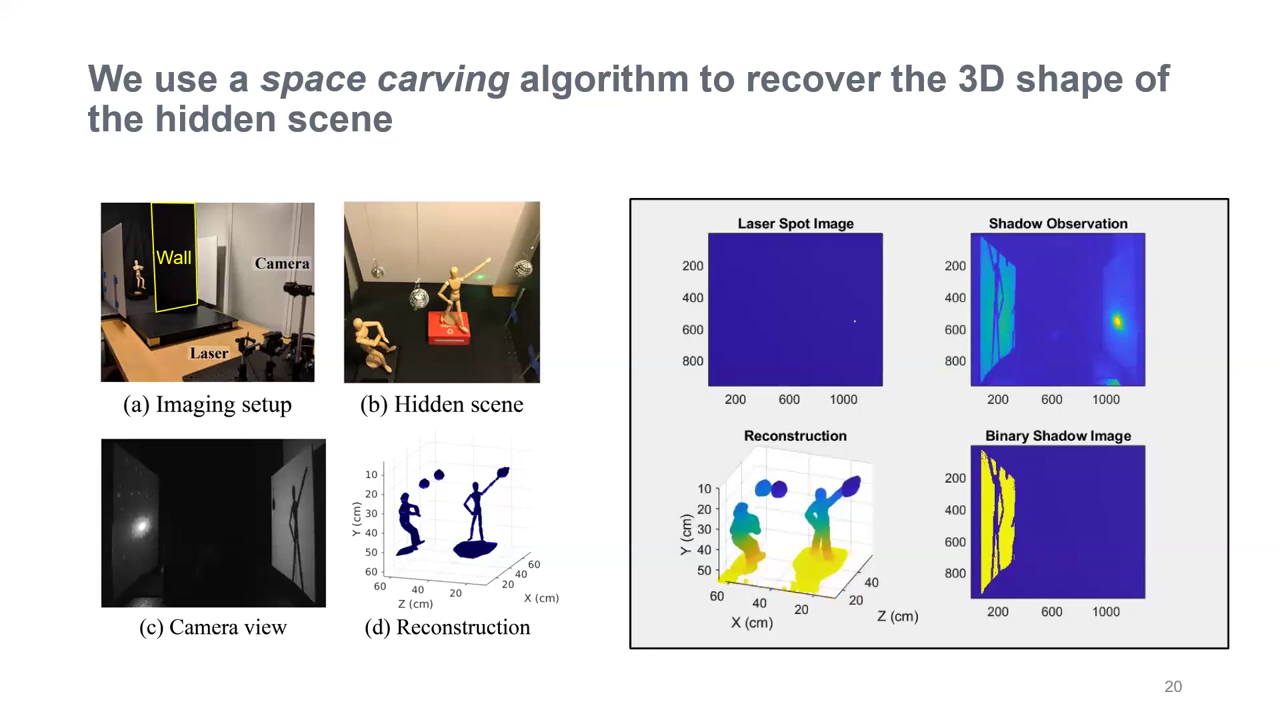 We use a space carving algorithm to recover the 3D shape of
the hidden scene
Wall
Camera
Laser
(a) Imaging setup
(b) Hidden scene
(c) Camera view
10
20
30
40
50
60
Y (cm)
60
40
20
Z (cm)
20
40
60
X (cm)
(d) Reconstruction
Laser Spot Image
200
400
600
800
200 600 1000
Shadow Observation
200
400
600
800
200 600 1000
Reconstruction
10
20
30
40
50
Y (cm)
60
40
20
X (cm)
20
40
Z (cm)
Binary Shadow Image
200
400
600
800
200 600 1000
20